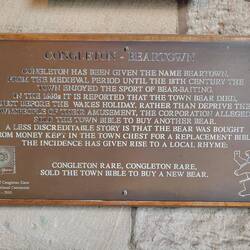 CONGLETON - BEARTOWN
CONGLETON HAS BEEN GIVEN THE NAME BEARTOWN.
FROM THE MEDIEVAL PERIOD UNTIL THE 18TH CENTURY THE
TOWN ENJOYED THE SPORT OF BEAR-BAITING.
IN THE 1600s IT IS REPORTED THAT THE TOWN BEAR DIED,
JUST BEFORE THE WAKES HOLIDAY. RATHER THAN DEPRIVE THE
TOWNSPEOPLE OF THEIR AMUSEMENT, THE CORPORATION ALLEGEDLY
SOLD THE TOWN BIBLE TO BUY ANOTHER BEAR.
A LESS DISCREDITABLE STORY IS THAT THE BEAR WAS BOUGHT
FROM MONEY KEPT IN THE TOWN CHEST FOR A REPLACEMENT BIBLE.
THE INCIDENCE HAS GIVEN RISE TO A LOCAL RHYME:
CONGLETON RARE, CONGLETON RARE,
SOLD THE TOWN BIBLE TO BUY A NEW BEAR.